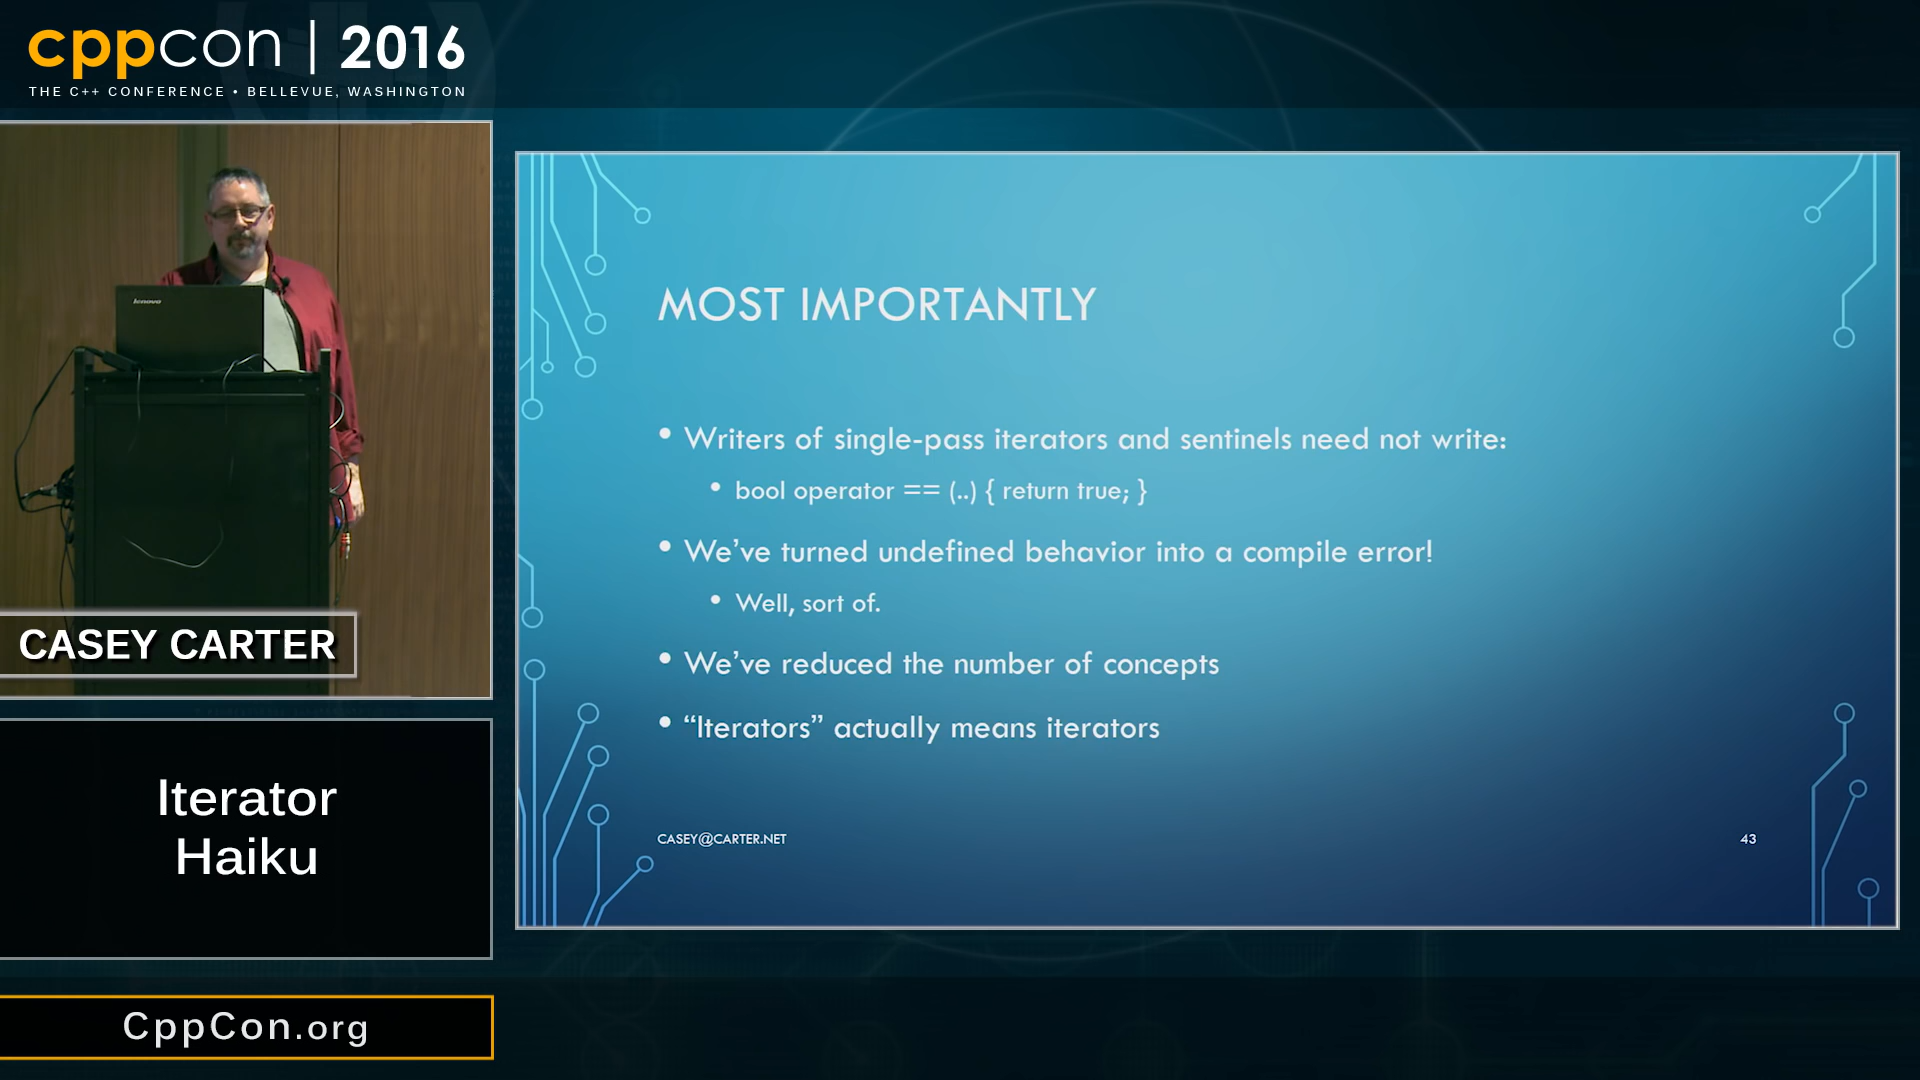 cppcon | 2016
THE C++ CONFERENCE • BELLEVUE, WASHINGTON
lenovo
CASEY CARTER
Iterator
Haiku
CppCon.org
MOST IMPORTANTLY
• Writers of single-pass iterators and sentinels need not write:
• bool operator == (..) { return true; }
• We’ve turned undefined behavior into a compile error!
• Well, sort of.
• We’ve reduced the number of concepts
• “Iterators” actually means iterators
CASEY@CARTER.NET
43